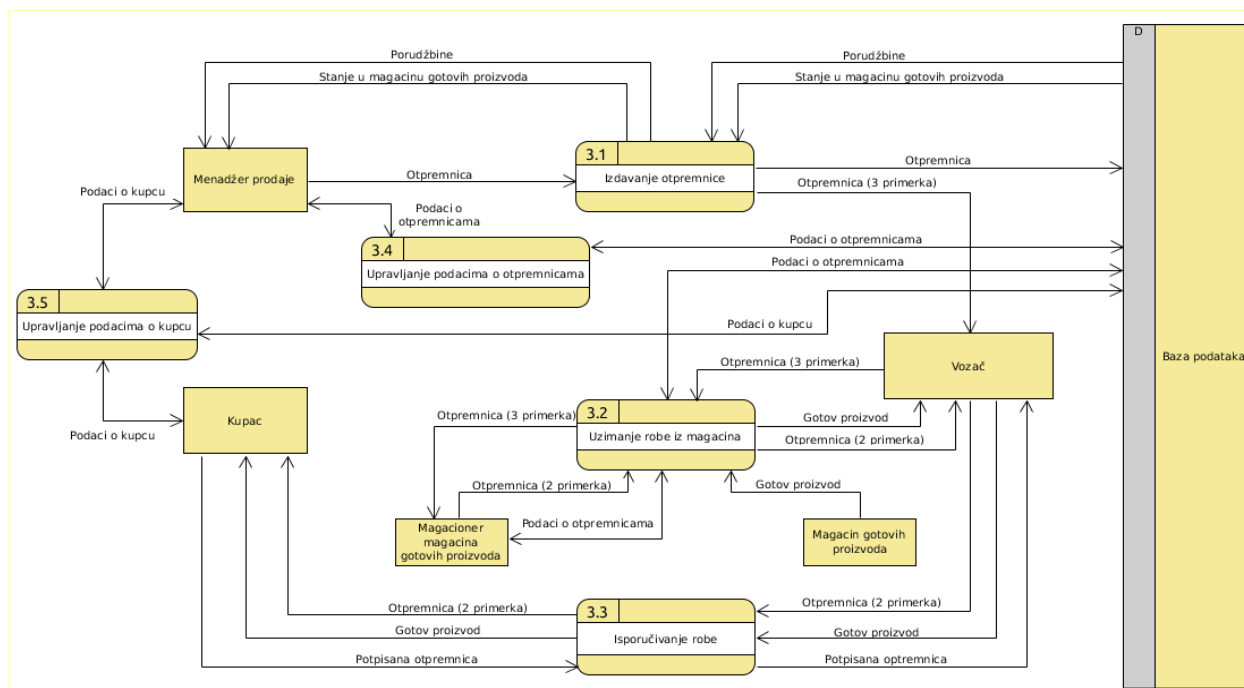 D
Porudžbine
Porudžbine
Stanje u magacinu gotovih proizvoda
Stanje u magacinu gotovih proizvoda
3.1
Izdavanje otpremnice
Otpremnica
Menadžer prodaje
Otpremnica
Otpremnica (3 primerka)
Podaci o kupcu
Podaci o
otpremnicama
3.4
Upravljanje podacima o otpremnicama
Podaci o otpremnicama
Podaci o otpremnicama
3.5
Upravljanje podacima o kupcu
Podaci o kupcu
Baza podataka
Otpremnica (3 primerka)
Vozač
Kupac
Podaci o kupcu
Otpremnica (3 primerka)
3.2
Uzimanje robe iz magacina
Gotov proizvod
Otpremnica (2 primerka)
Otpremnica (2 primerka)
Gotov proizvod
Magacioner
magacina
gotovih proizvoda
Podaci o otpremnicama
Magacin gotovih
proizvoda
Otpremnica (2 primerka)
3.3
Isporučivanje robe
Otpremnica (2 primerka)
Gotov proizvod
Gotov proizvod
Potpisana otpremnica
Potpisana optremnica